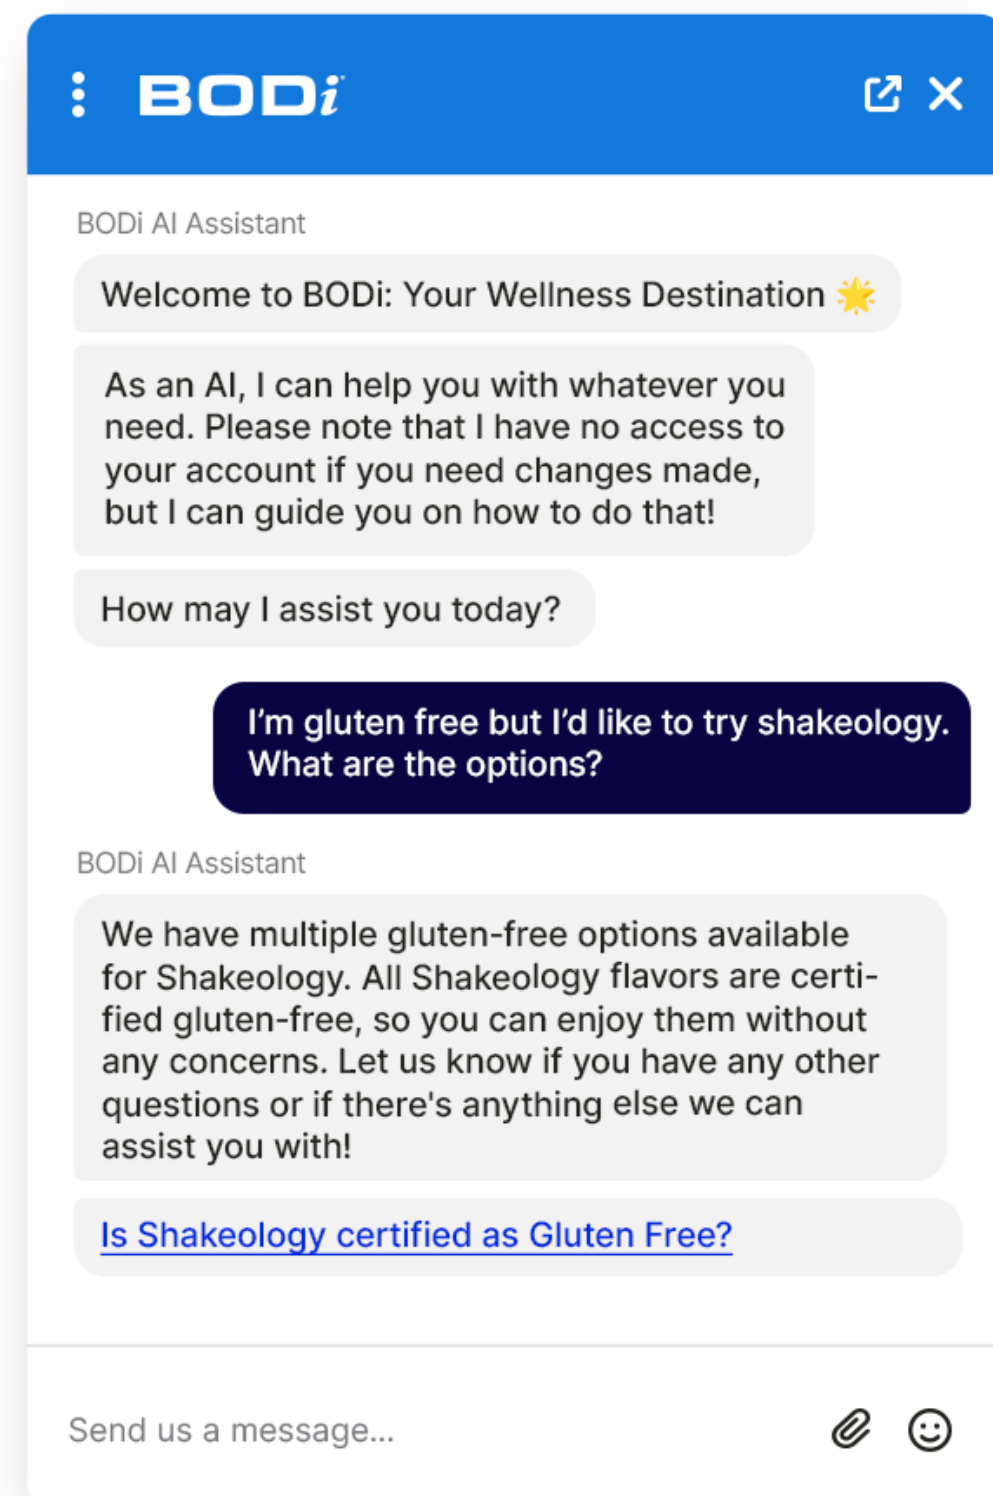 BODi
BODi AI Assistant
Welcome to BODi: Your Wellness Destination 🌟
As an AI, I can help you with whatever you
need. Please note that I have no access to
your account if you need changes made,
but I can guide you on how to do that!
How may I assist you today?
I’m gluten free but I’d like to try shakeology.
What are the options?
BODi AI Assistant
We have multiple gluten-free options available
for Shakeology. All Shakeology flavors are certi-
fied gluten-free, so you can enjoy them without
any concerns. Let us know if you have any other
questions or if there's anything else we can
assist you with!
Is Shakeology certified as Gluten Free?
Send us a message...